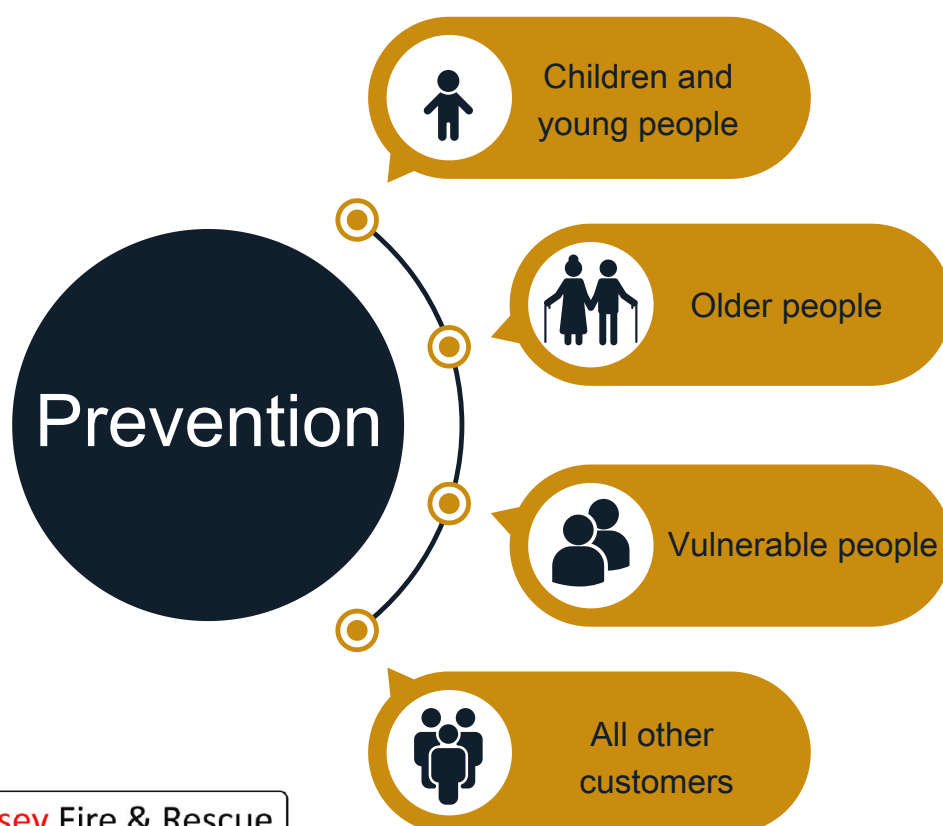 Children and
young people
Older people
Prevention
Vulnerable people
All other
customers
Fire & Rescue